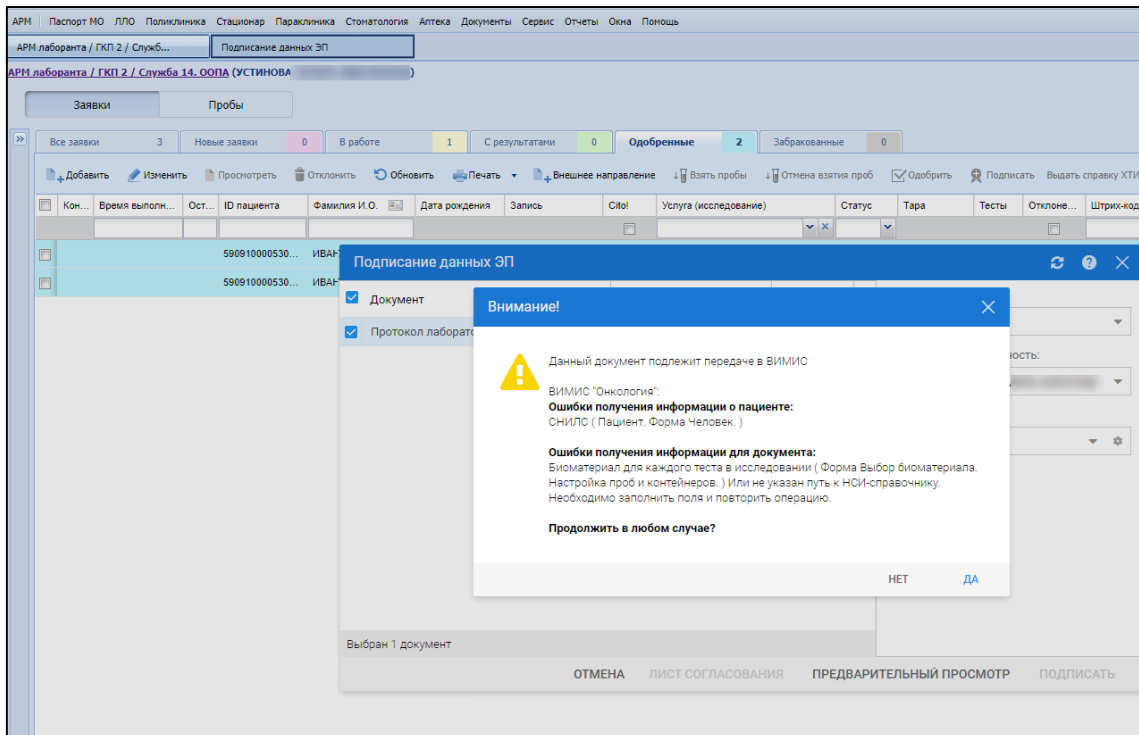 АРМ Паспорт МО ЛЛО Поликлиника Стационар Параклиника Стоматология Аптека Документы Сервис Отчеты Окна Помощь
АРМ лаборанта / ГКП 2 / Служб... Подписание данных ЭП
АРМ лаборанта / ГКП 2 / Служба 14. ООПА (УСТИНОВА )
Заявки Пробы
Все заявки 3 Новые заявки 0 В работе 1 С результатами 0 Одобренные 2 Забракованные 0
Добавить Изменить Просмотреть Отклонить Обновить Печать Внешнее направление Взять пробы Отмена взятия проб Одобрить Подписать Выдать справку ХТИ
Кон... Время выполн... Ост... ID пациента Фамилия И.О. Дата рождения Запись Cito! Услуга (исследование) Статус Тара Тесты Отклоне... Штрих-код
590910000530... ИВАН
590910000530... ИВАН
Подписание данных ЭП
Документ
Протокол лаборато
Внимание!
Данный документ подлежит передаче в ВИМИС
ВИМИС "Онкология":
Ошибки получения информации о пациенте:
СНИЛС ( Пациент. Форма Человек. )
Ошибки получения информации для документа:
Биоматериал для каждого теста в исследовании ( Форма Выбор биоматериала.
Настройка проб и контейнеров. ) Или не указан путь к НСИ-справочнику.
Необходимо заполнить поля и повторить операцию.
Продолжить в любом случае?
НЕТ ДА
ность:
Выбран 1 документ
ОТМЕНА ЛИСТ СОГЛАСОВАНИЯ ПРЕДВАРИТЕЛЬНЫЙ ПРОСМОТР ПОДПИСАТЬ